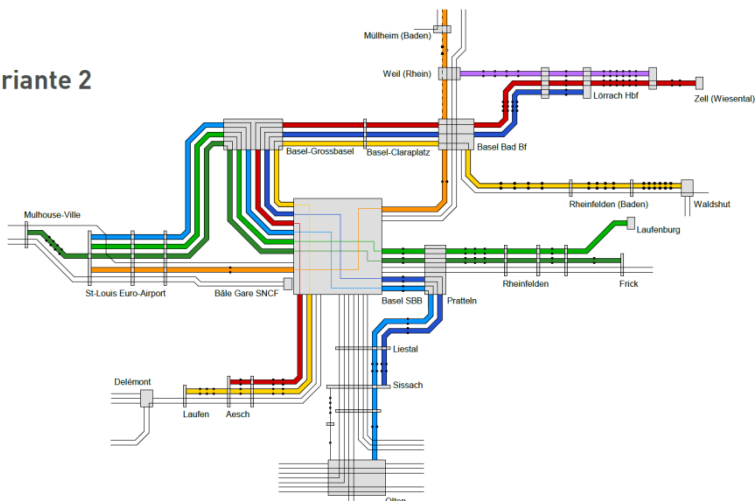 Müllheim (Baden)
riante 2
Weil (Rhein)
Lörrach Hbf
Zell (Wiesental)
Basel-Grossbasel
Basel-Claraplatz
Basel Bad Bf
Rheinfelden (Baden)
Waldshut
Mulhouse-Ville
Laufenburg
St-Louis Euro-Airport
Bâle Gare SNCF
Basel SBB
Pratteln
Rheinfelden
Frick
Liestal
Delémont
Sissach
Laufen
Aesch
Olten